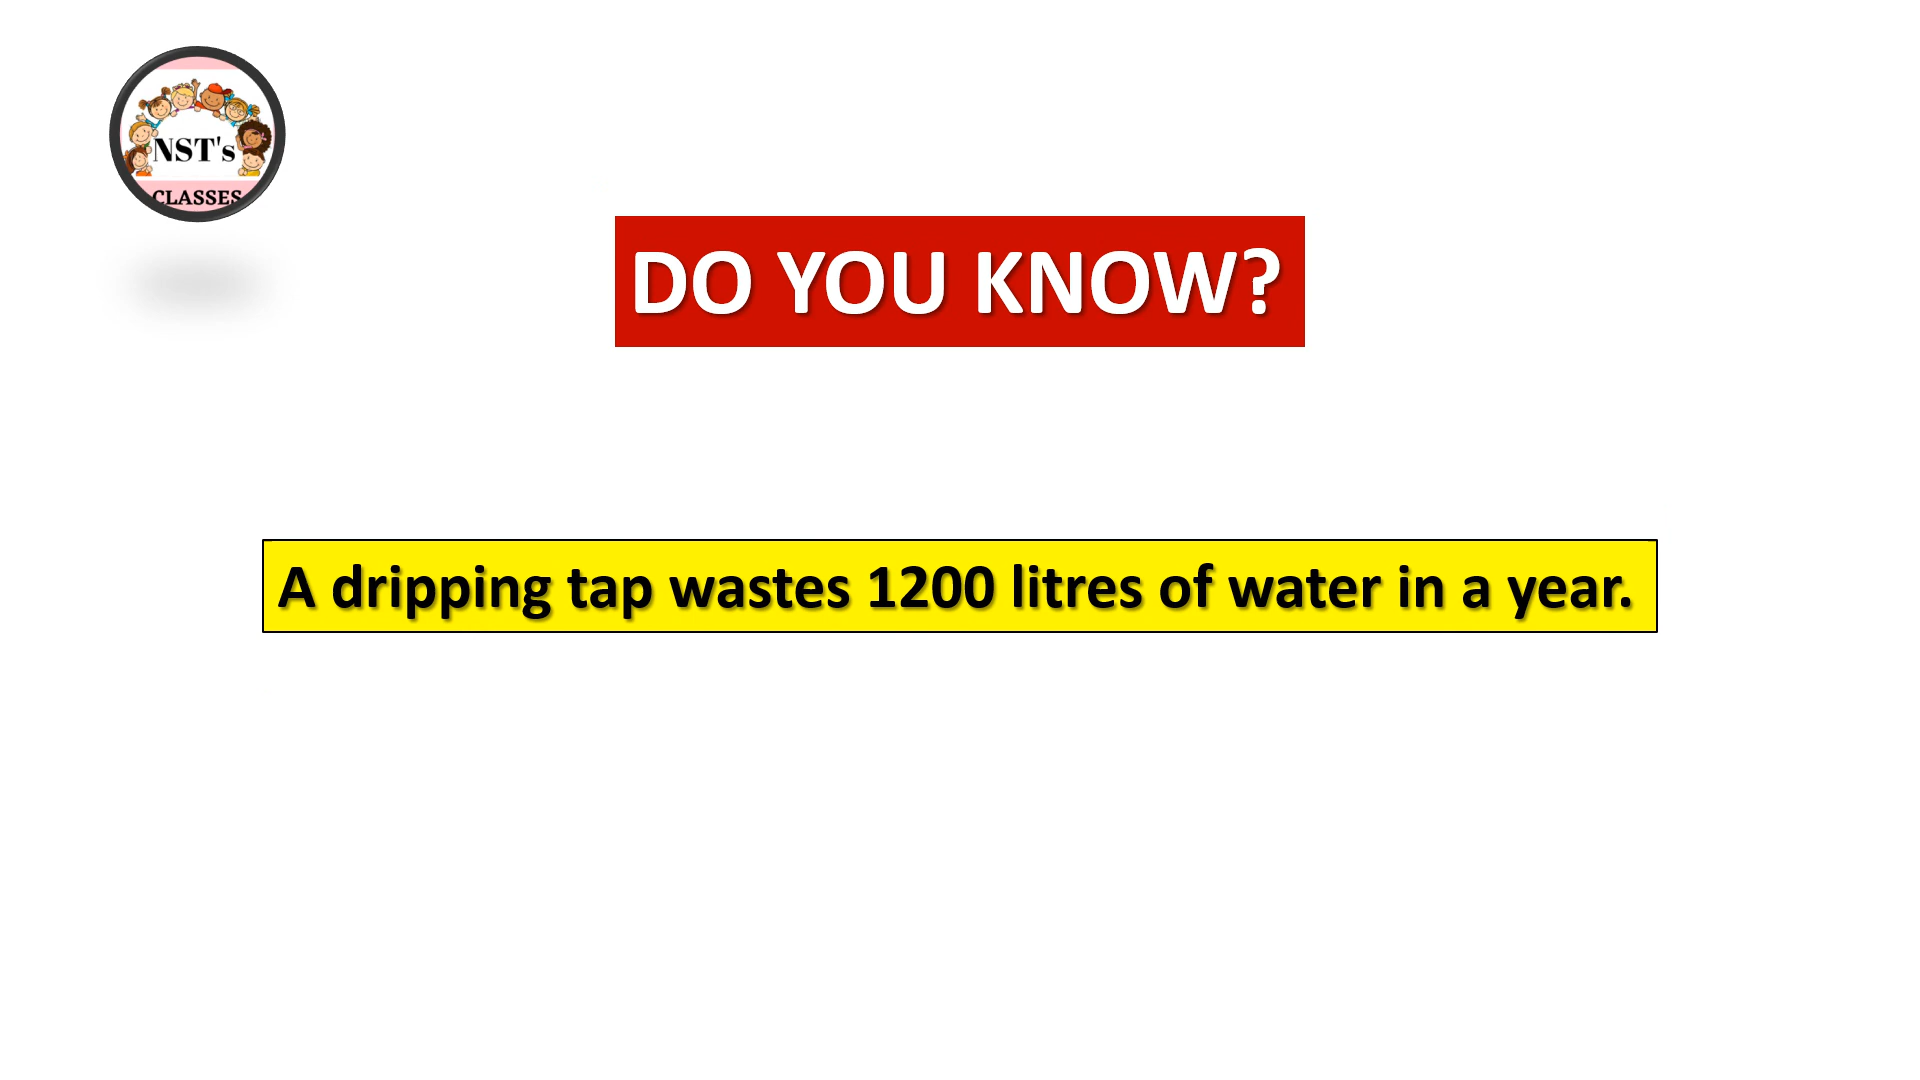 NST's
CLASSES
DO YOU KNOW?
A dripping tap wastes 1200 litres of water in a year.